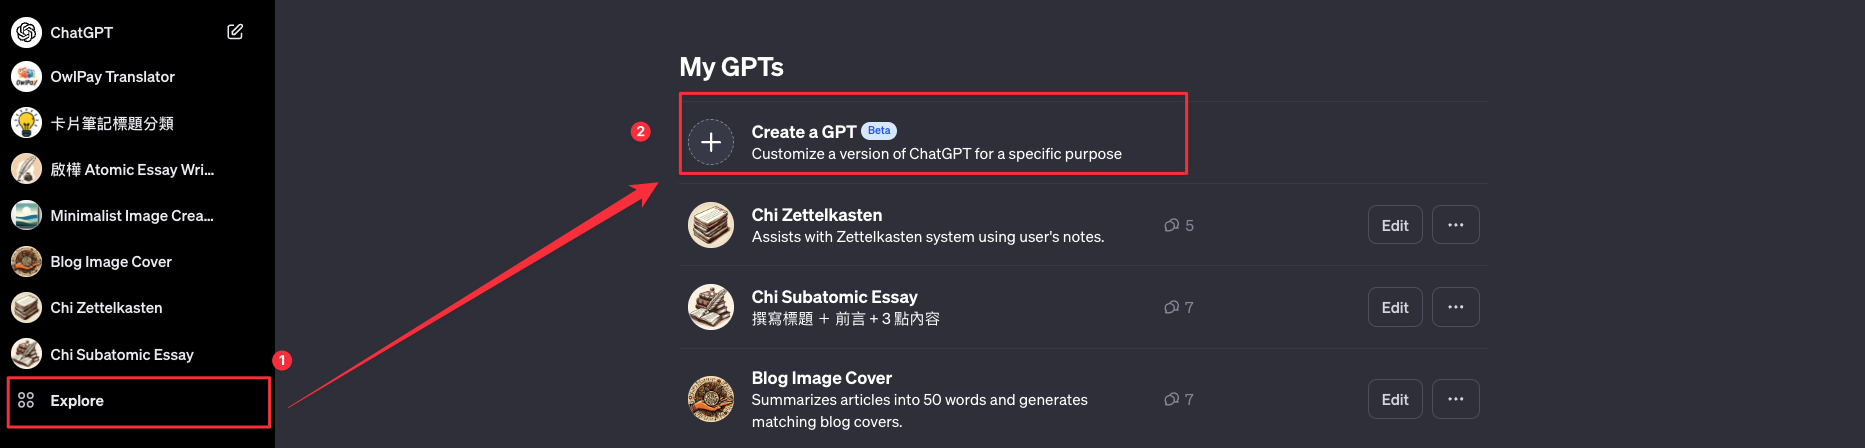 ChatGPT
OwlPay Translator
卡片筆記標題分類
啟樺 Atomic Essay Wri...
Minimalist Image Crea...
Blog Image Cover
Chi Zettelkasten
Chi Subatomic Essay
1
Explore
My GPTs
2
Create a GPT Beta
Customize a version of ChatGPT for a specific purpose
Chi Zettelkasten
Assists with Zettelkasten system using user's notes.
5
Edit
Chi Subatomic Essay
撰寫標題 + 前言 + 3 點內容
7
Edit
Blog Image Cover
Summarizes articles into 50 words and generates
matching blog covers.
7
Edit